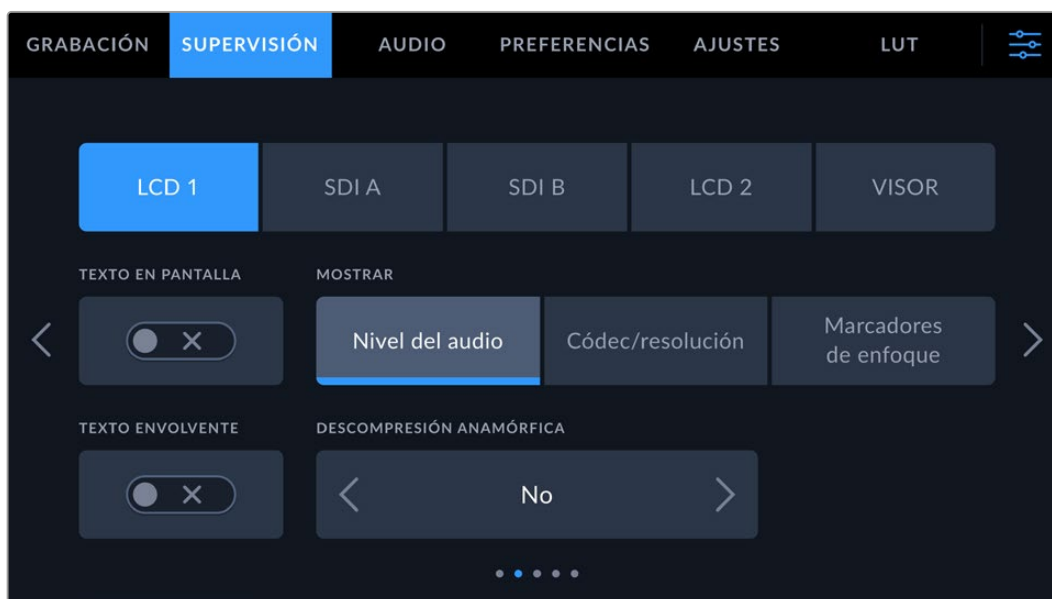 GRABACIÓN SUPERVISIÓN AUDIO PREFERENCIAS AJUSTES LUT
LCD 1 SDI A SDI B LCD 2 VISOR
TEXTO EN PANTALLA MOSTRAR
Nivel del audio Códec/resolución Marcadores
de enfoque
TEXTO ENVOLVENTE DESCOMPRESIÓN ANAMÓRFICA
No